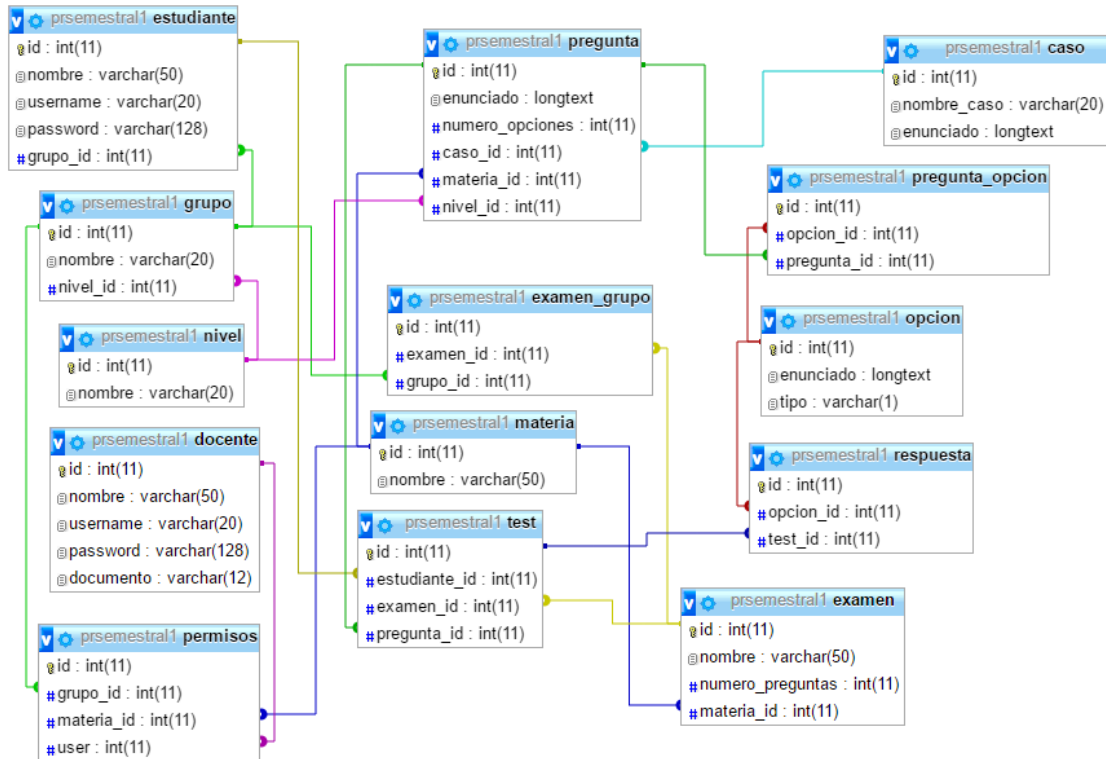 prsemestral1 estudiante
id : int(11)
nombre : varchar(50)
username : varchar(20)
password : varchar(128)
grupo_id : int(11)
prsemestral1 grupo
id : int(11)
nombre : varchar(20)
nivel_id : int(11)
prsemestral1 nivel
id : int(11)
nombre : varchar(20)
prsemestral1 docente
id : int(11)
nombre : varchar(50)
username : varchar(20)
password : varchar(128)
documento : varchar(12)
prsemestral1 permisos
id : int(11)
grupo_id : int(11)
materia_id : int(11)
user : int(11)
prsemestral1 pregunta
id : int(11)
enunciado : longtext
numero_opciones : int(11)
caso_id : int(11)
materia_id : int(11)
nivel_id : int(11)
prsemestral1 examen_grupo
id : int(11)
examen_id : int(11)
grupo_id : int(11)
prsemestral1 materia
id : int(11)
nombre : varchar(50)
prsemestral1 test
id : int(11)
estudiante_id : int(11)
examen_id : int(11)
pregunta_id : int(11)
prsemestral1 caso
id : int(11)
nombre_caso : varchar(20)
enunciado : longtext
prsemestral1 pregunta_opcion
id : int(11)
opcion_id : int(11)
pregunta_id : int(11)
prsemestral1 opcion
id : int(11)
enunciado : longtext
tipo : varchar(1)
prsemestral1 respuesta
id : int(11)
opcion_id : int(11)
test_id : int(11)
prsemestral1 examen
id : int(11)
nombre : varchar(50)
numero_preguntas : int(11)
materia_id : int(11)